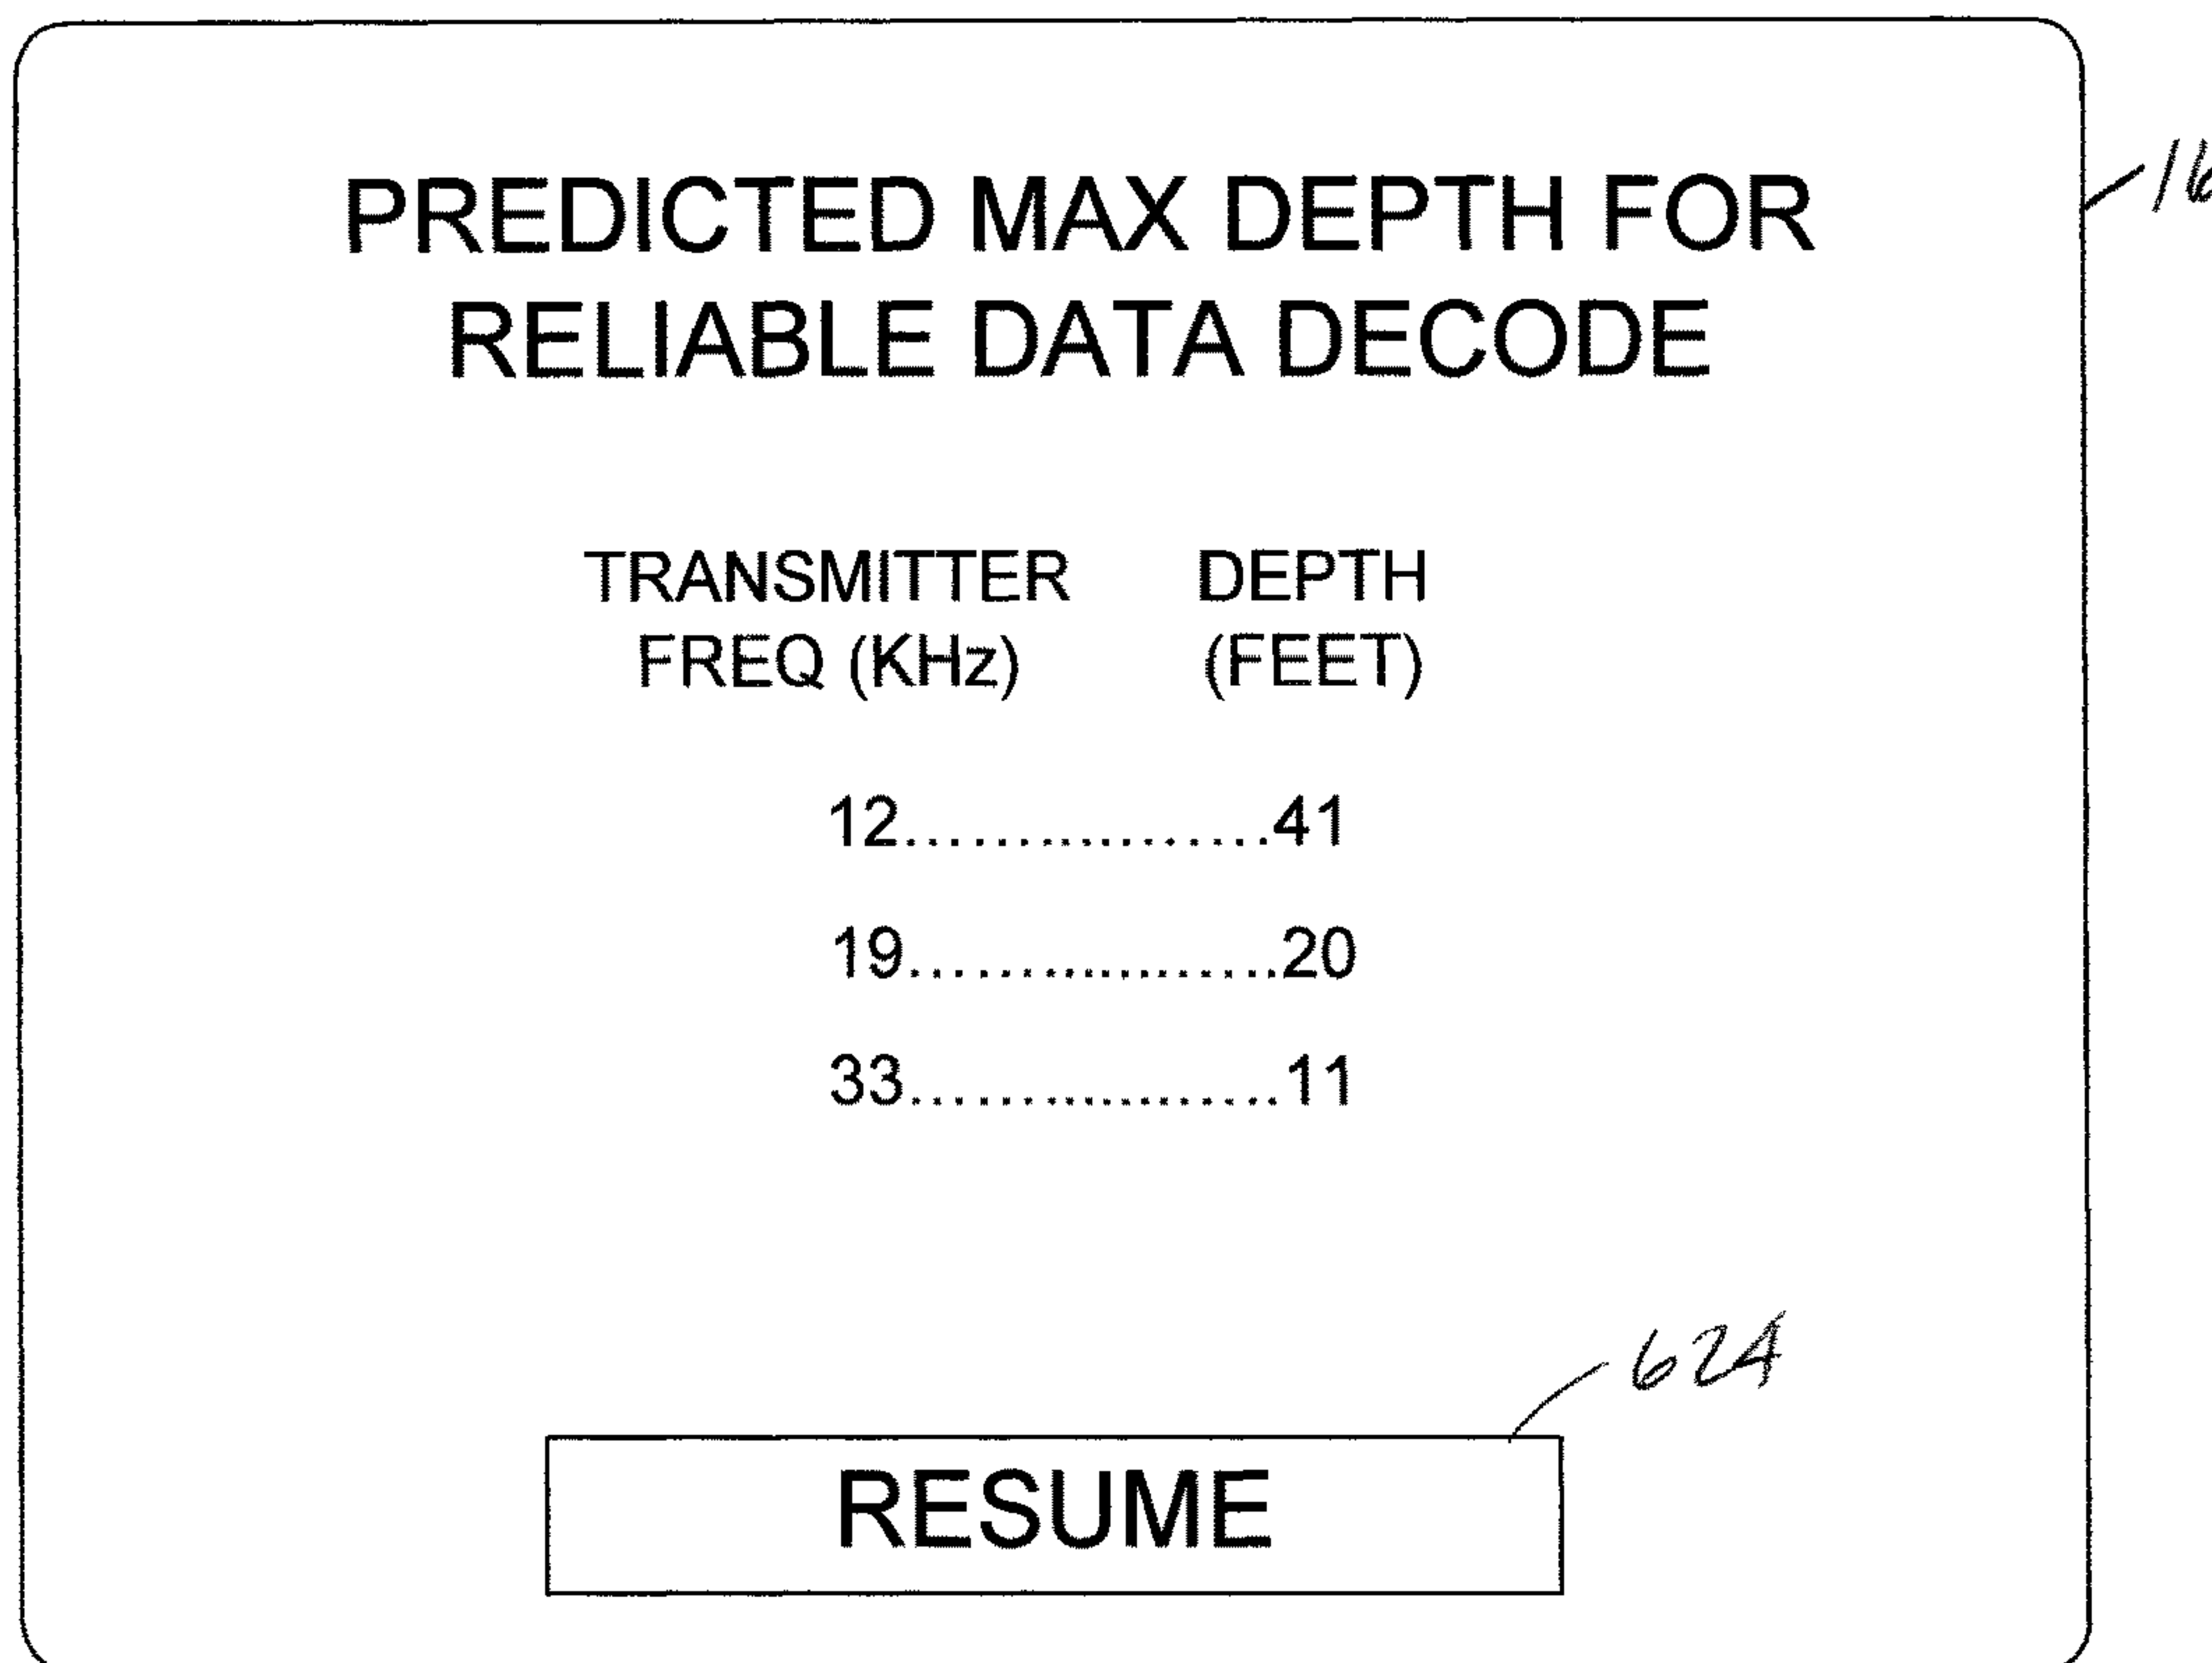 PREDICTED MAX DEPTH FOR
RELIABLE DATA DECODE
TRANSMITTER DEPTH
FREQ (KHz) (FEET)
12.................41
19.................20
33.................11
624
RESUME